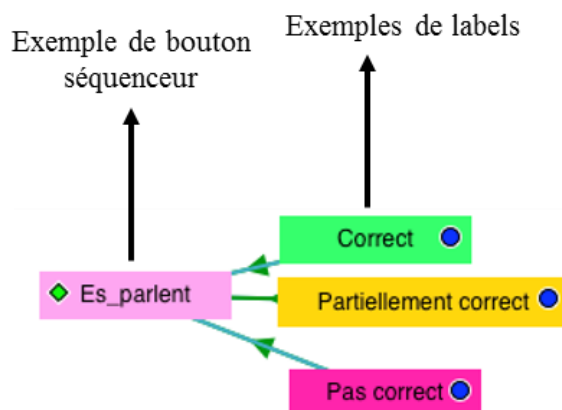 Exemple de bouton
séquenceur
Exemples de labels
Correct
Es_parlent
Partiellement correct
Pas correct